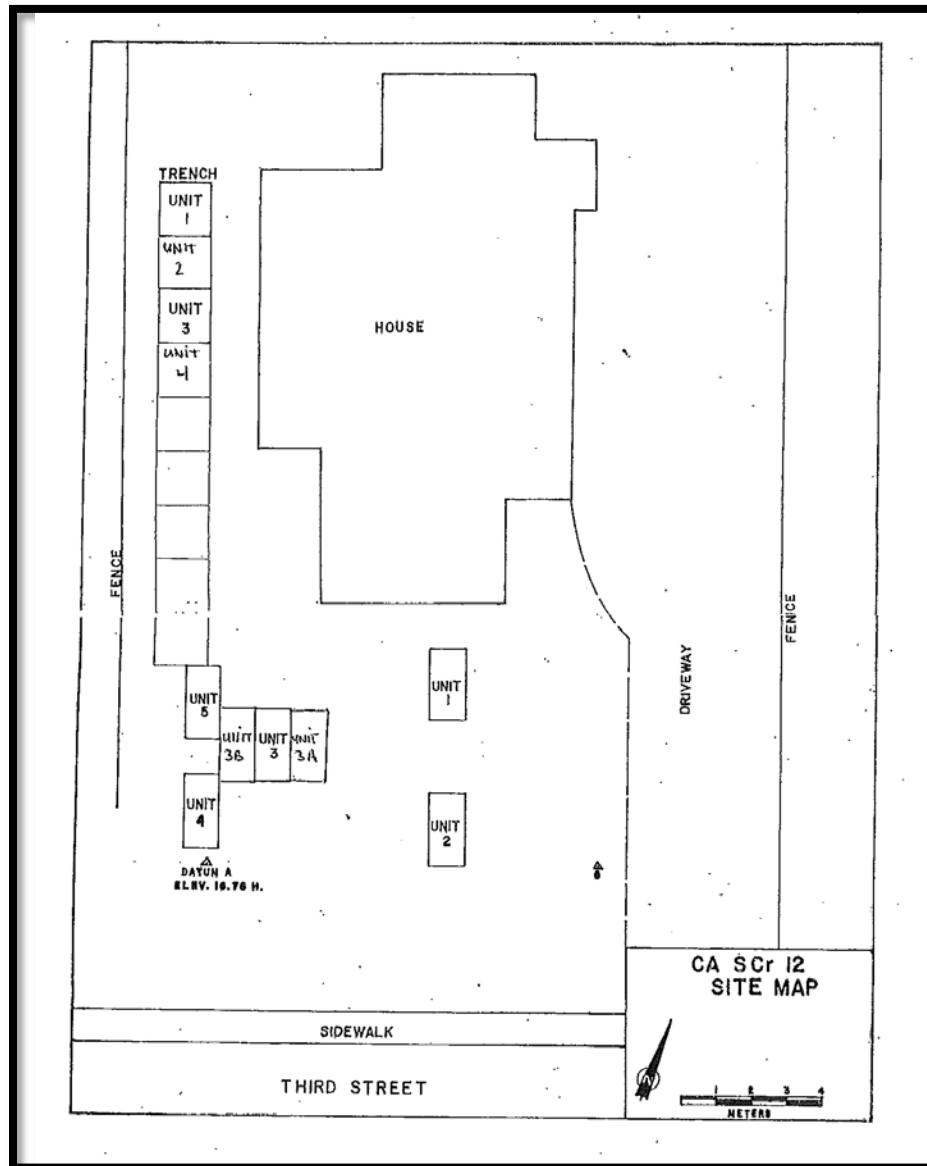 TRENCH
UNIT
1
UNIT
2
UNIT
3
UNIT
4
HOUSE
FENCE
FENCE
DRIVEWAY
UNIT
5
UNIT
3B
UNIT
3
UNIT
3A
UNIT
4
UNIT
1
UNIT
2
DATUM A
ELEV. 16.76 M.
B
CA SCr 12
SITE MAP
SIDEWALK
THIRD STREET
1 2 3 4
METERS